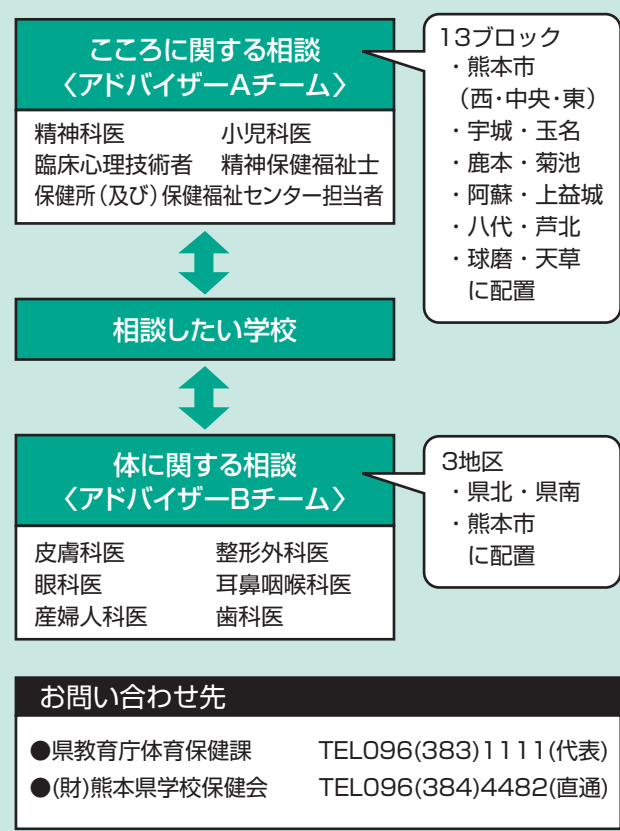 こころに関する相談
〈アドバイザーAチーム〉
精神科医 小児科医
臨床心理技術者 精神保健福祉士
保健所(及び)保健福祉センター担当者
13ブロック
・熊本市
(西・中央・東)
・宇城・玉名
・鹿本・菊池
・阿蘇・上益城
・八代・芦北
・球磨・天草
に配置
相談したい学校
体に関する相談
〈アドバイザーBチーム〉
皮膚科医 整形外科医
眼科医 耳鼻咽喉科医
産婦人科医 歯科医
3地区
・県北・県南
・熊本市
に配置
お問い合わせ先
●県教育庁体育保健課 TEL096(383)1111(代表)
●(財)熊本県学校保健会 TEL096(384)4482(直通)